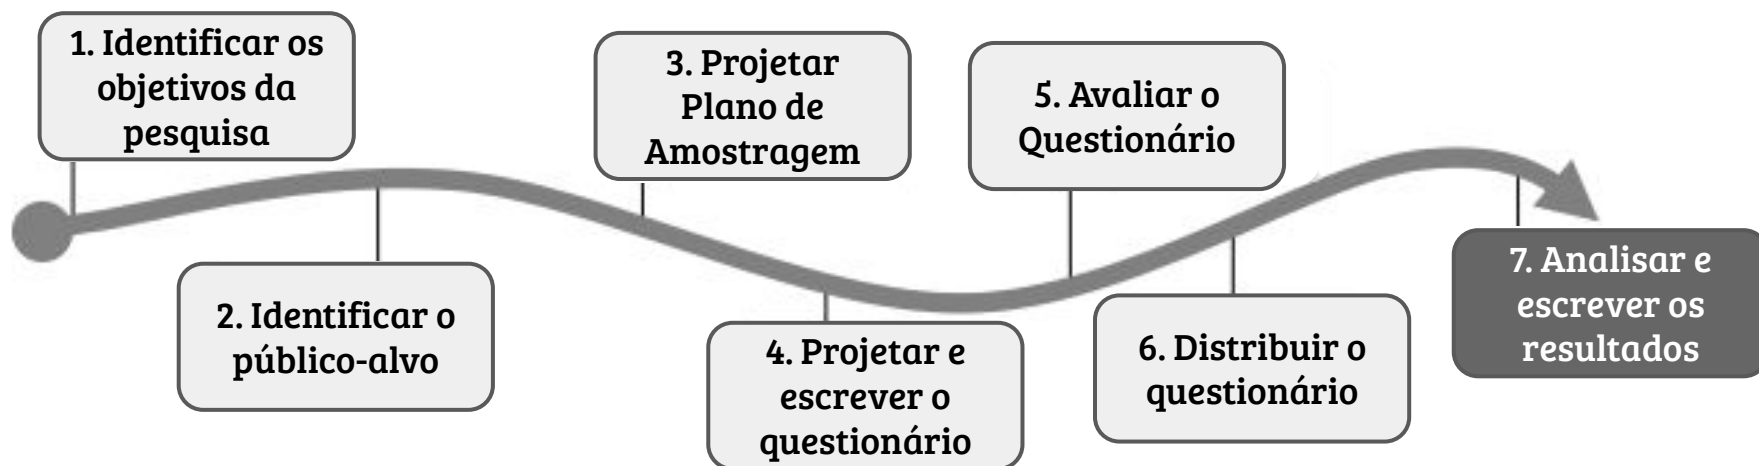 1. Identificar os
objetivos da
pesquisa
2. Identificar o
público-alvo
3. Projetar
Plano de
Amostragem
4. Projetar e
escrever o
questionário
5. Avaliar o
Questionário
6. Distribuir o
questionário
7. Analisar e
escrever os
resultados